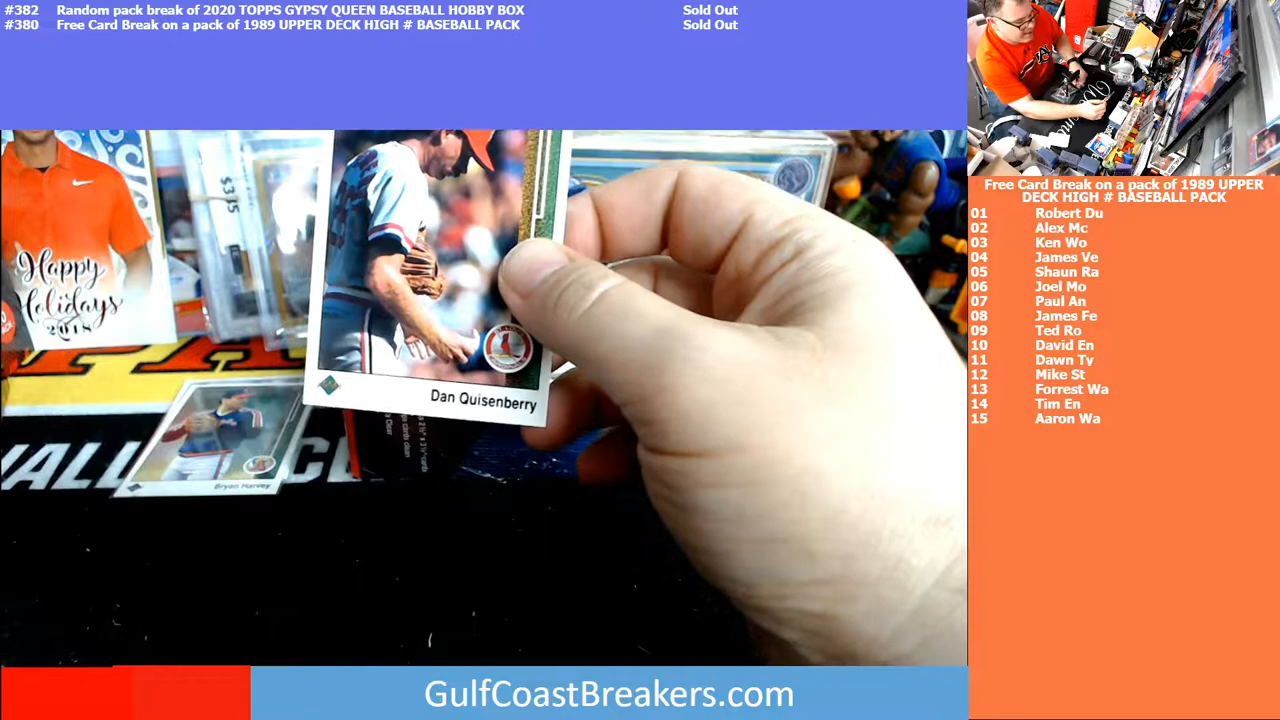 #382 Random pack break of 2020 TOPPS GYPSY QUEEN BASEBALL HOBBY BOX Sold Out
#380 Free Card Break on a pack of 1989 UPPER DECK HIGH # BASEBALL PACK Sold Out
Happy
Holidays
2018
$315
Dan Quisenberry
Bryan Harvey
Free Card Break on a pack of 1989 UPPER
DECK HIGH # BASEBALL PACK
01 Robert Du
02 Alex Mc
03 Ken Wo
04 James Ve
05 Shaun Ra
06 Joel Mo
07 Paul An
08 James Fe
09 Ted Ro
10 David En
11 Dawn Ty
12 Mike St
13 Forrest Wa
14 Tim En
15 Aaron Wa
GulfCoastBreakers.com